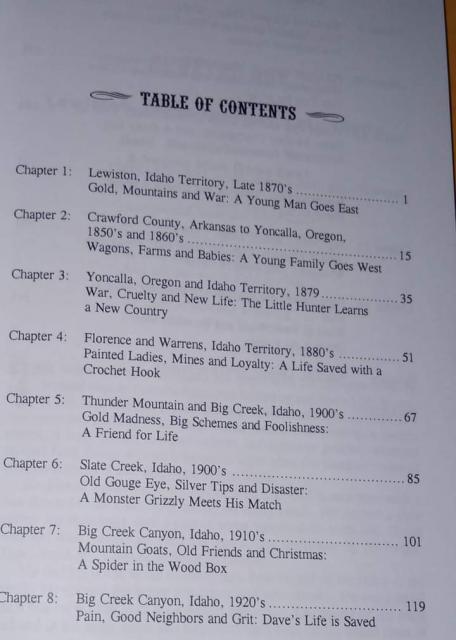 TABLE OF CONTENTS
Chapter 1: Lewiston, Idaho Territory, Late 1870's .......................... 1
Gold, Mountains and War: A Young Man Goes East
Chapter 2: Crawford County, Arkansas to Yoncalla, Oregon,
1850's and 1860's .................................................... 15
Wagons, Farms and Babies: A Young Family Goes West
Chapter 3: Yoncalla, Oregon and Idaho Territory, 1879 ................... 35
War, Cruelty and New Life: The Little Hunter Learns
a New Country
Chapter 4: Florence and Warrens, Idaho Territory, 1880's ............... 51
Painted Ladies, Mines and Loyalty: A Life Saved with a
Crochet Hook
Chapter 5: Thunder Mountain and Big Creek, Idaho, 1900's ............ 67
Gold Madness, Big Schemes and Foolishness:
A Friend for Life
Chapter 6: Slate Creek, Idaho, 1900's ........................................... 85
Old Gouge Eye, Silver Tips and Disaster:
A Monster Grizzly Meets His Match
Chapter 7: Big Creek Canyon, Idaho, 1910's ................................ 101
Mountain Goats, Old Friends and Christmas:
A Spider in the Wood Box
Chapter 8: Big Creek Canyon, Idaho, 1920's ................................ 119
Pain, Good Neighbors and Grit: Dave's Life is Saved